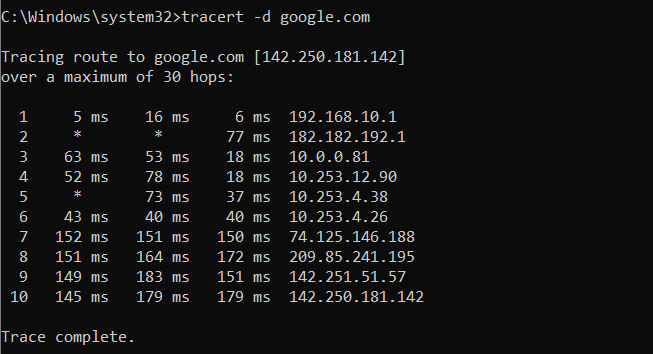 C:\Windows\system32>tracert -d google.com
Tracing route to google.com [142.250.181.142]
over a maximum of 30 hops:
1 5 ms 16 ms 6 ms 192.168.10.1
2 * * 77 ms 182.182.192.1
3 63 ms 53 ms 18 ms 10.0.0.81
4 52 ms 78 ms 18 ms 10.253.12.90
5 * 73 ms 37 ms 10.253.4.38
6 43 ms 40 ms 40 ms 10.253.4.26
7 152 ms 151 ms 150 ms 74.125.146.188
8 151 ms 164 ms 172 ms 209.85.241.195
9 149 ms 183 ms 151 ms 142.251.51.57
10 145 ms 179 ms 179 ms 142.250.181.142
Trace complete.